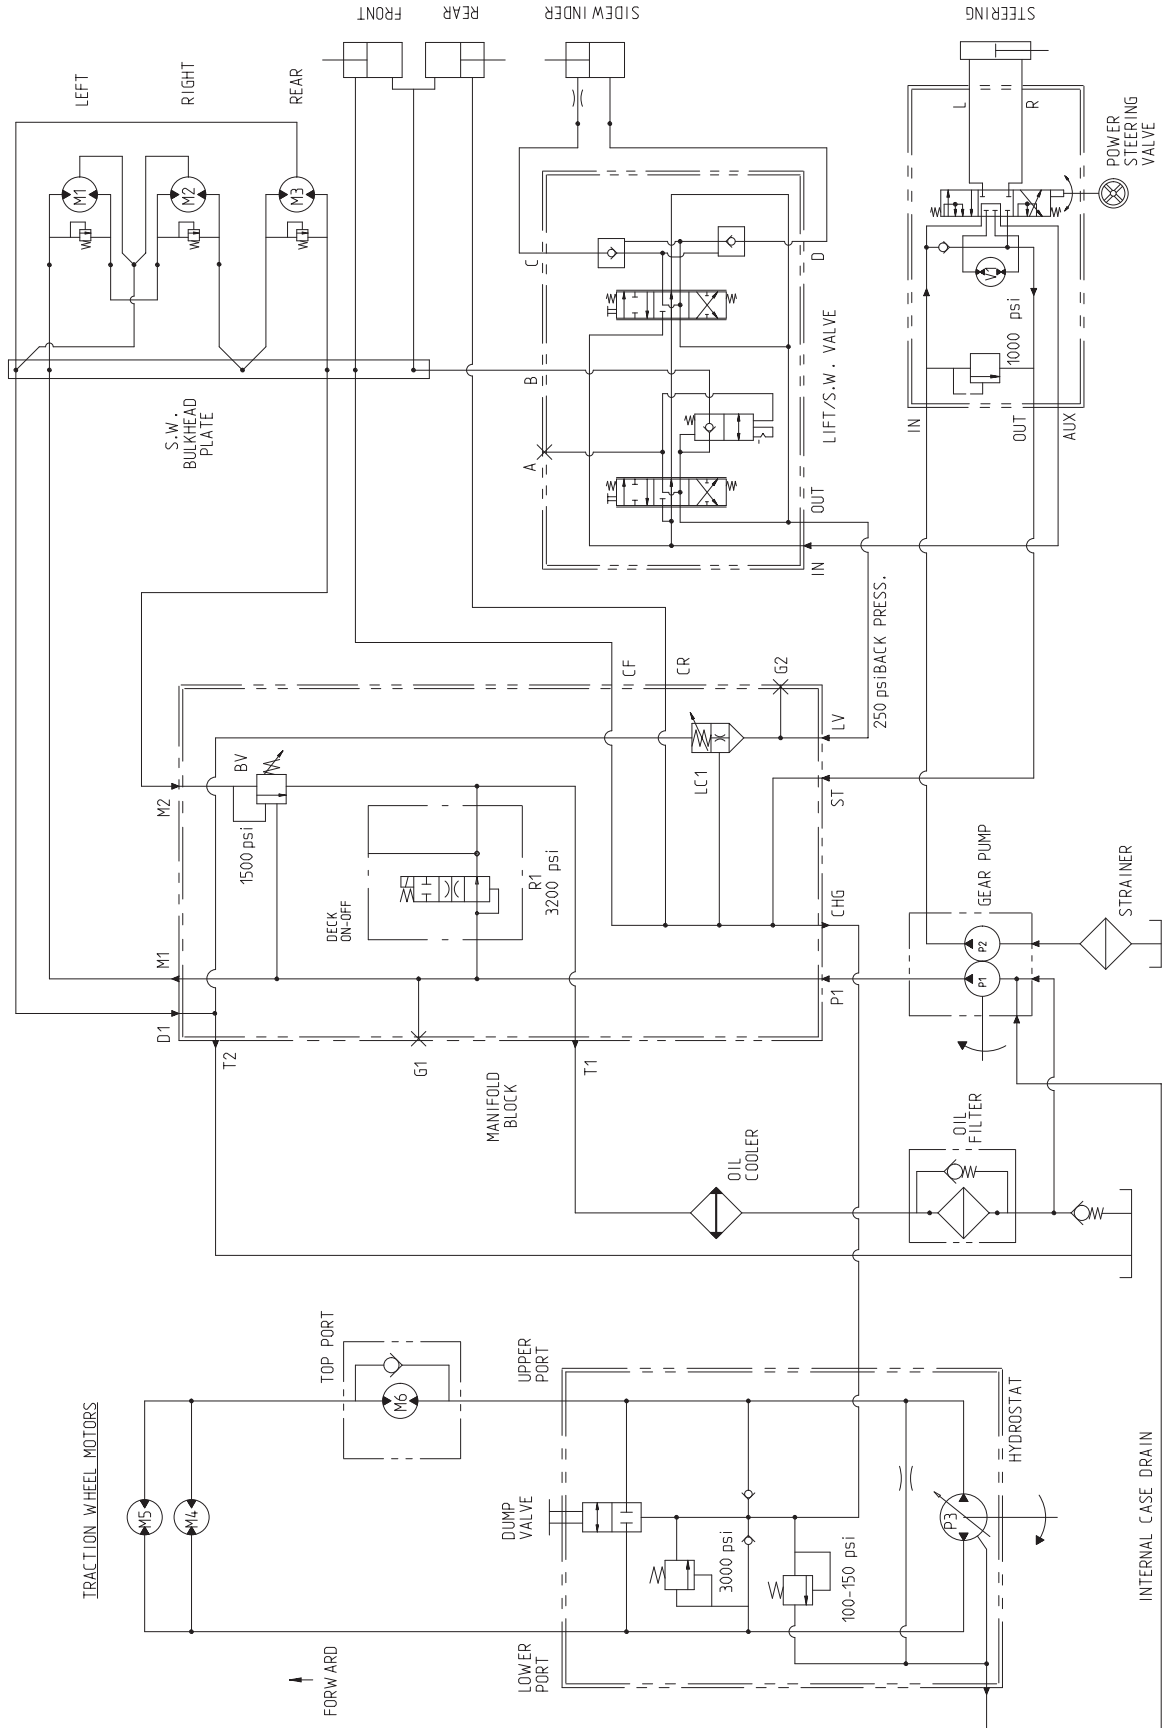 FRONT
REAR
SIDEWINDER
STEERING
LEFT
RIGHT
REAR
M1
M2
M3
L
R
POWER
STEERING
VALVE
V1
1000 psi
IN
OUT
AUX
C
D
B
A
LIFT/S.W. VALVE
OUT
IN
S.W.
BULKHEAD
PLATE
250 psi BACK PRESS.
CF
CR
G2
LV
LC1
ST
M2
BV
1500 psi
DECK
ON-OFF
R1
3200 psi
CHG
M1
P1
D1
T2
G1
T1
MANIFOLD
BLOCK
GEAR PUMP
P2
P1
STRAINER
OIL
COOLER
OIL
FILTER
TRACTION WHEEL MOTORS
M5
M4
TOP PORT
M6
UPPER
PORT
DUMP
VALVE
3000 psi
100-150 psi
P3
HYDROSTAT
LOWER
PORT
FORWARD
INTERNAL CASE DRAIN